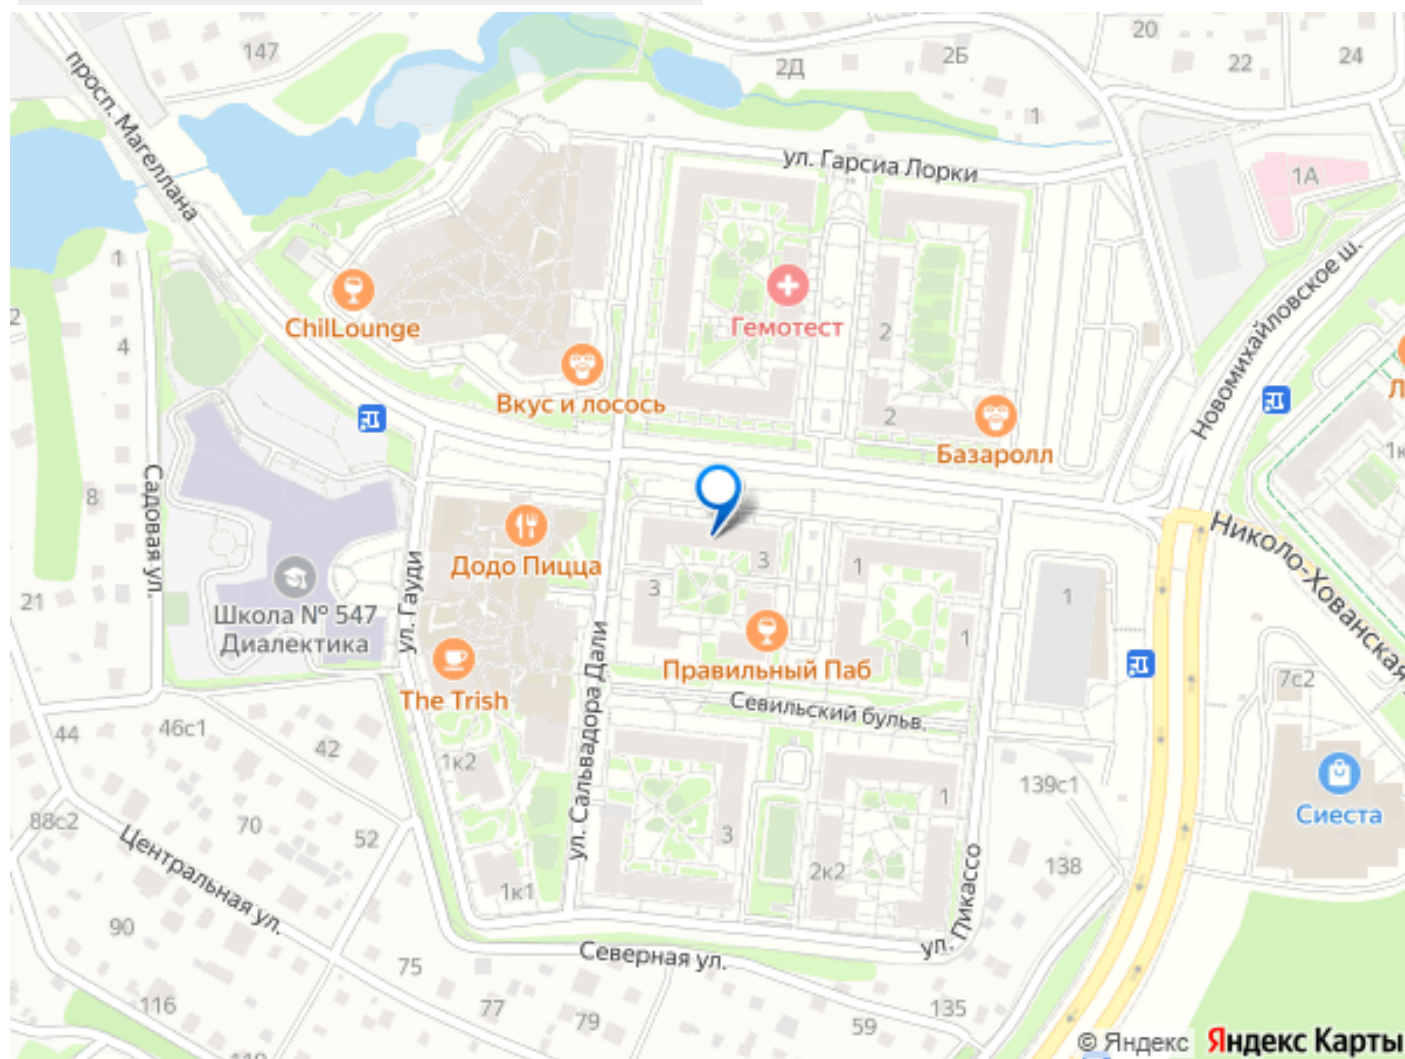 147
2Д
2Б
20
22
24
1
просп. Магеллана
ул. Гарсиа Лорки
1А
1
4
2
ChilLounge
Гемотест
2
Новомихайловское ш.
Вкус и лосось
2
Базаролл
1к
8
Садовая ул.
Додо Пицца
3
3
1
1
1
Николо-Хованская
21
Школа № 547
Диалектика
ул. Гауди
The Trish
Правильный Паб
Севильский бульв.
ул. Сальвадора Дали
7с2
44
46с1
42
1к2
139с1
1
Сиеста
88с2
70
52
3
2к2
138
Центральная ул.
1к1
ул. Пикассо
90
Северная ул.
75
116
77
79
59
135
© Яндекс Яндекс Карты